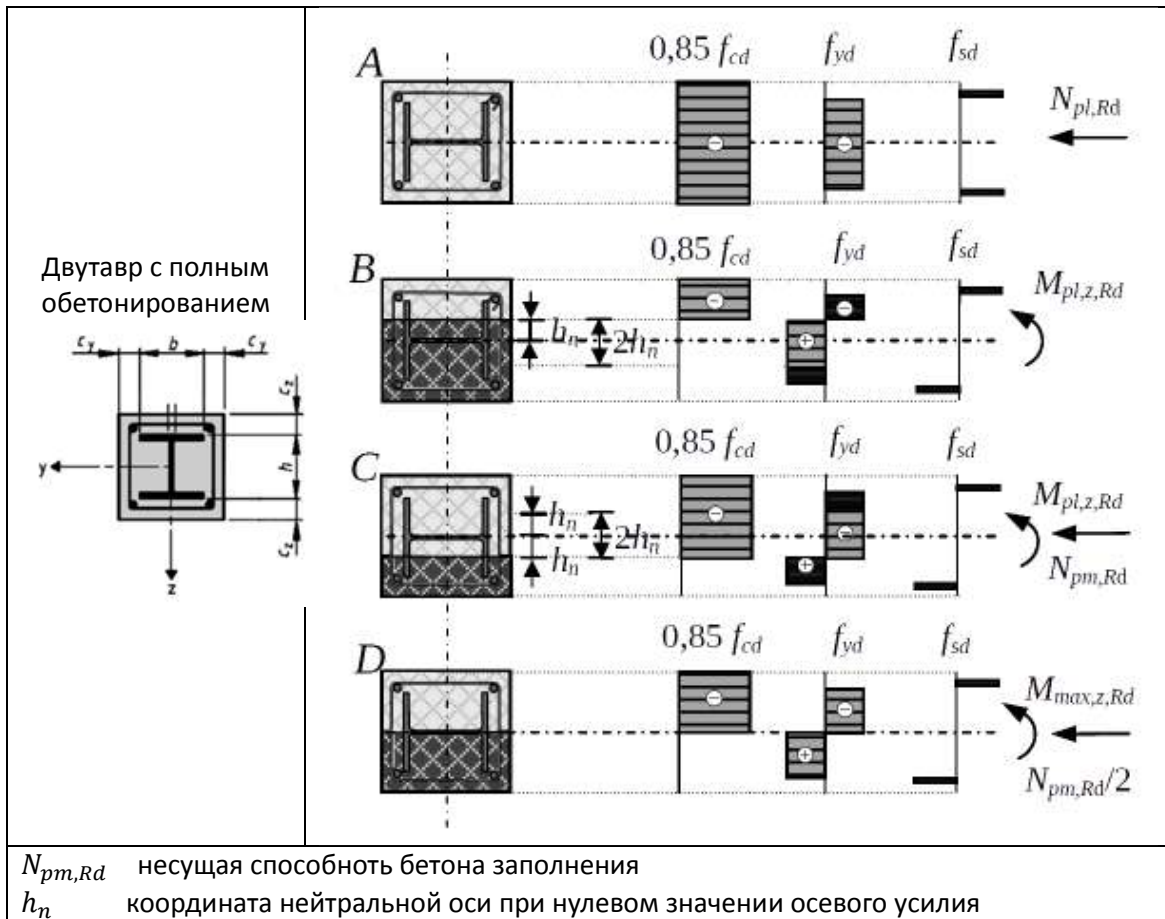 Двутавр с полным
обетонированием
c_y b c_y
c_z
h
c_z
y
z
A
0,85 f_cd f_yd f_sd
N_pl,Rd
B
0,85 f_cd f_yd f_sd
h_n
2h_n
M_pl,z,Rd
C
0,85 f_cd f_yd f_sd
h_n
2h_n
h_n
M_pl,z,Rd
N_pm,Rd
D
0,85 f_cd f_yd f_sd
M_max,z,Rd
N_pm,Rd/2
N_pm,Rd несущая способноть бетона заполнения
h_n координата нейтральной оси при нулевом значении осевого усилия